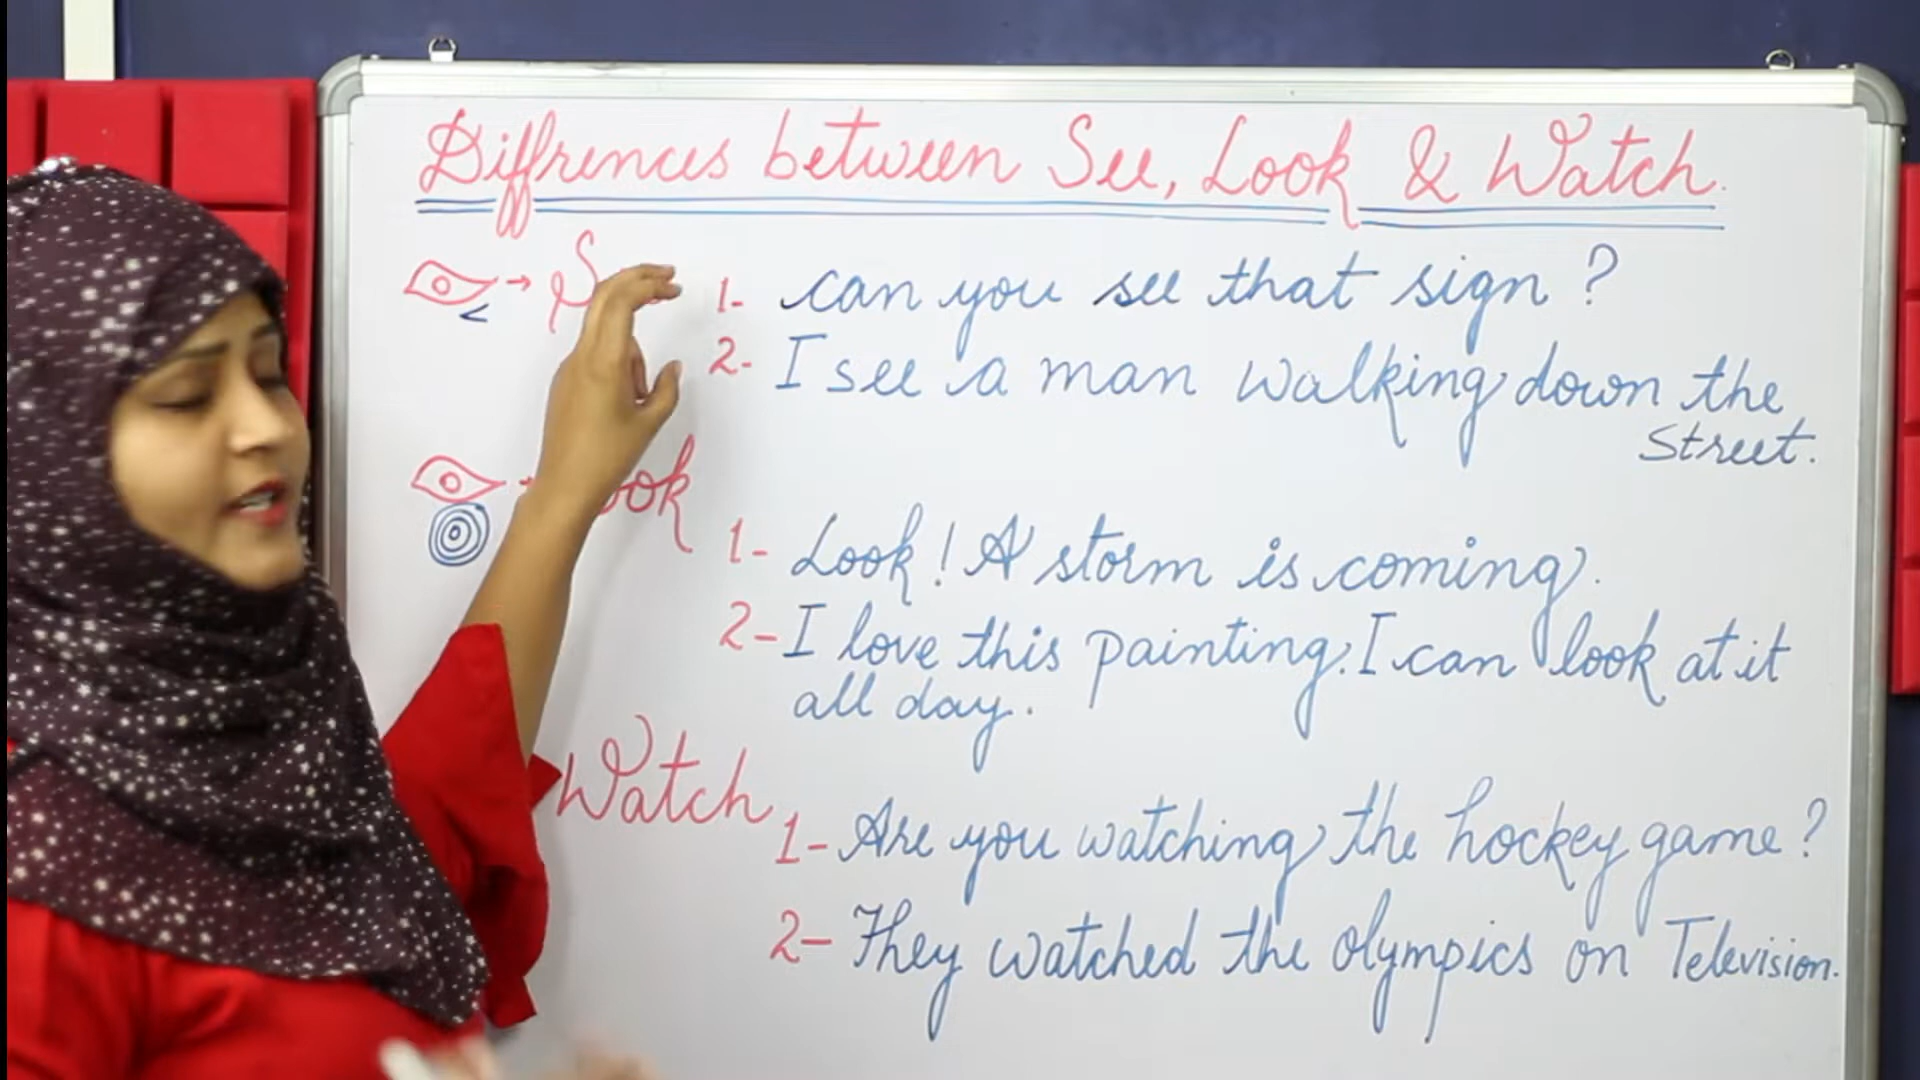 Diffrences between See, Look & Watch.
1- can you see that sign ?
2- I see a man walking down the
street.
1- Look! A storm is coming.
2- I love this painting. I can look at it
all day.
Watch
1- Are you watching the hockey game?
2- They watched the olympics on Television.